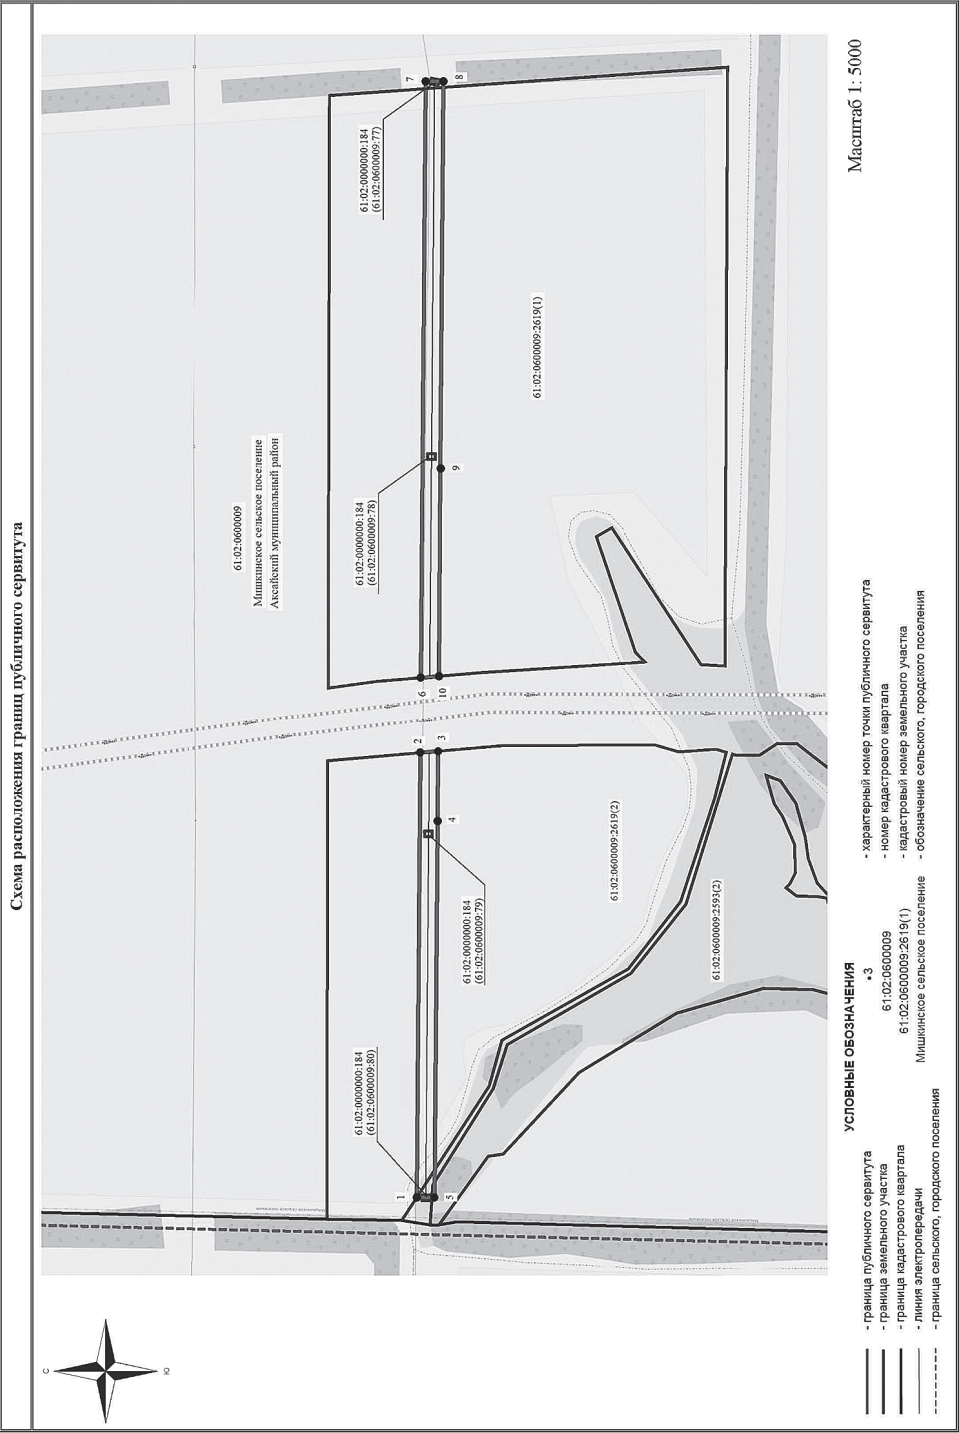 Схема расположения границ публичного сервитута
С
Ю
61:02:0600009
Мишкинское сельское поселение
Аксайский муниципальный район
61:02:0000000:184
(61:02:0600009:80)
61:02:0000000:184
(61:02:0600009:79)
61:02:0000000:184
(61:02:0600009:78)
61:02:0000000:184
(61:02:0600009:77)
1
2
3
4
5
6
7
8
9
10
61:02:0600009:2619(1)
61:02:0600009:2619(2)
61:02:0600009:2593(2)
УСЛОВНЫЕ ОБОЗНАЧЕНИЯ
- граница публичного сервитута
- граница земельного участка
- граница кадастрового квартала
- линия электропередачи
- граница сельского, городского поселения
•3 - характерный номер точки публичного сервитута
61:02:0600009 - номер кадастрового квартала
61:02:0600009:2619(1) - кадастровый номер земельного участка
Мишкинское сельское поселение - обозначение сельского, городского поселения
Масштаб 1: 5000